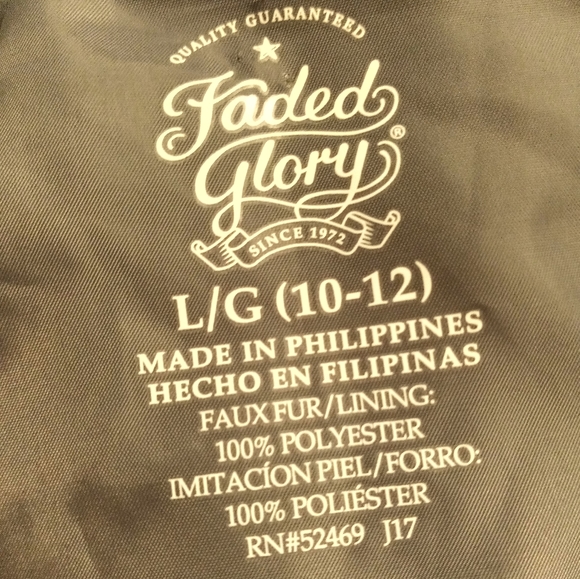 QUALITY GUARANTEED
Faded
Glory®
SINCE 1972
L/G (10-12)
MADE IN PHILIPPINES
HECHO EN FILIPINAS
FAUX FUR/LINING:
100% POLYESTER
IMITACÍON PIEL/FORRO:
100% POLIÉSTER
RN#52469 J17